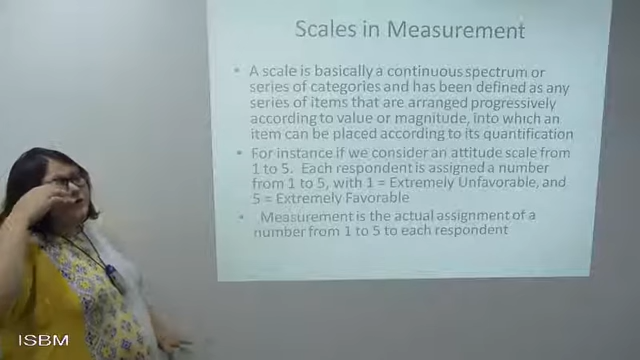 Scales in Measurement
• A scale is basically a continuous spectrum or
series of categories and has been defined as any
series of items that are arranged progressively
according to value or magnitude, into which an
item can be placed according to its quantification
• For instance if we consider an attitude scale from
1 to 5. Each respondent is assigned a number
from 1 to 5, with 1 = Extremely Unfavorable, and
5 = Extremely Favorable
• Measurement is the actual assignment of a
number from 1 to 5 to each respondent
ISBM